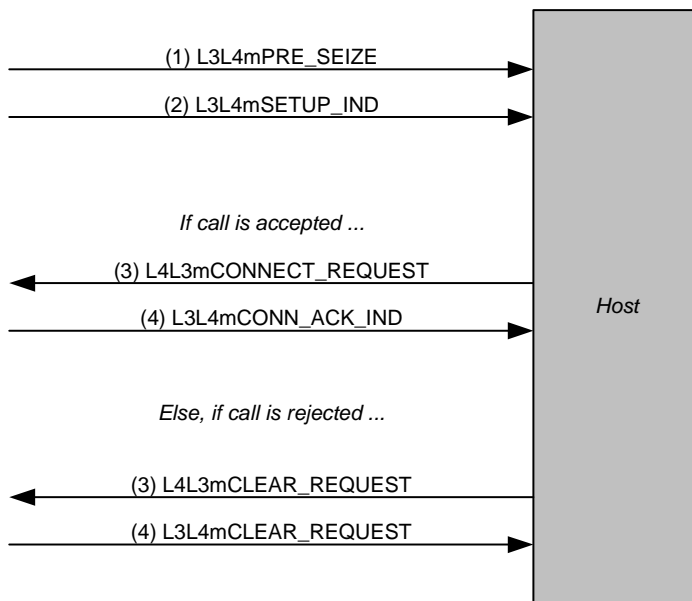 (1) L3L4mPRE_SEIZE
(2) L3L4mSETUP_IND
If call is accepted ...
(3) L4L3mCONNECT_REQUEST
(4) L3L4mCONN_ACK_IND
Host
Else, if call is rejected ...
(3) L4L3mCLEAR_REQUEST
(4) L3L4mCLEAR_REQUEST